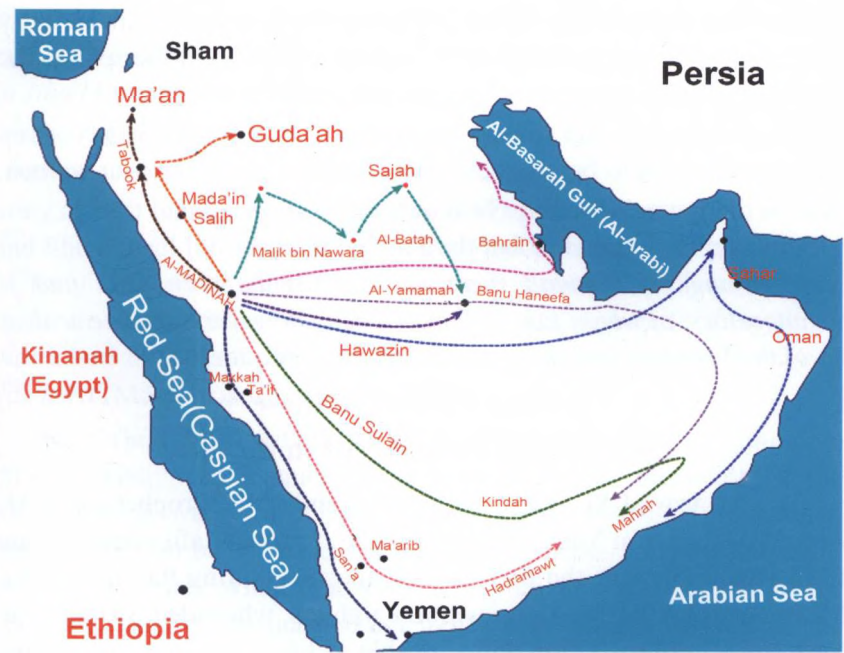 Roman
Sea
Sham
Persia
Ma'an
Tabook
Guda'ah
Mada'in
Salih
Sajah
Malik bin Nawara
Al-Batah
Al-Basarah Gulf (Al-Arabi)
Bahrain
Al-MADINAH
Al-Yamamah
Banu Haneefa
Sahar
Hawazin
Oman
Kinanah
(Egypt)
Red Sea(Caspian Sea)
Makkah
Ta'if
Banu Sulain
Kindah
Mahrah
San'a
Ma'arib
Hadramawt
Yemen
Arabian Sea
Ethiopia